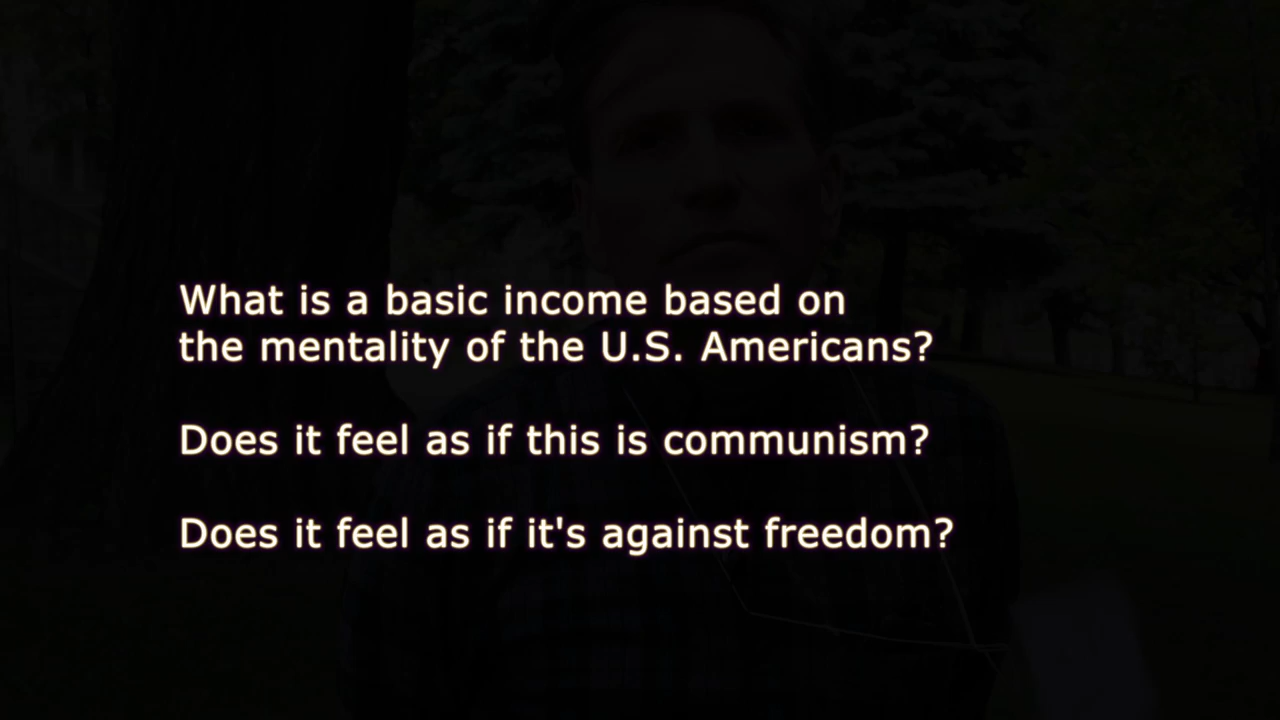 What is a basic income based on
the mentality of the U.S. Americans?
Does it feel as if this is communism?
Does it feel as if it's against freedom?